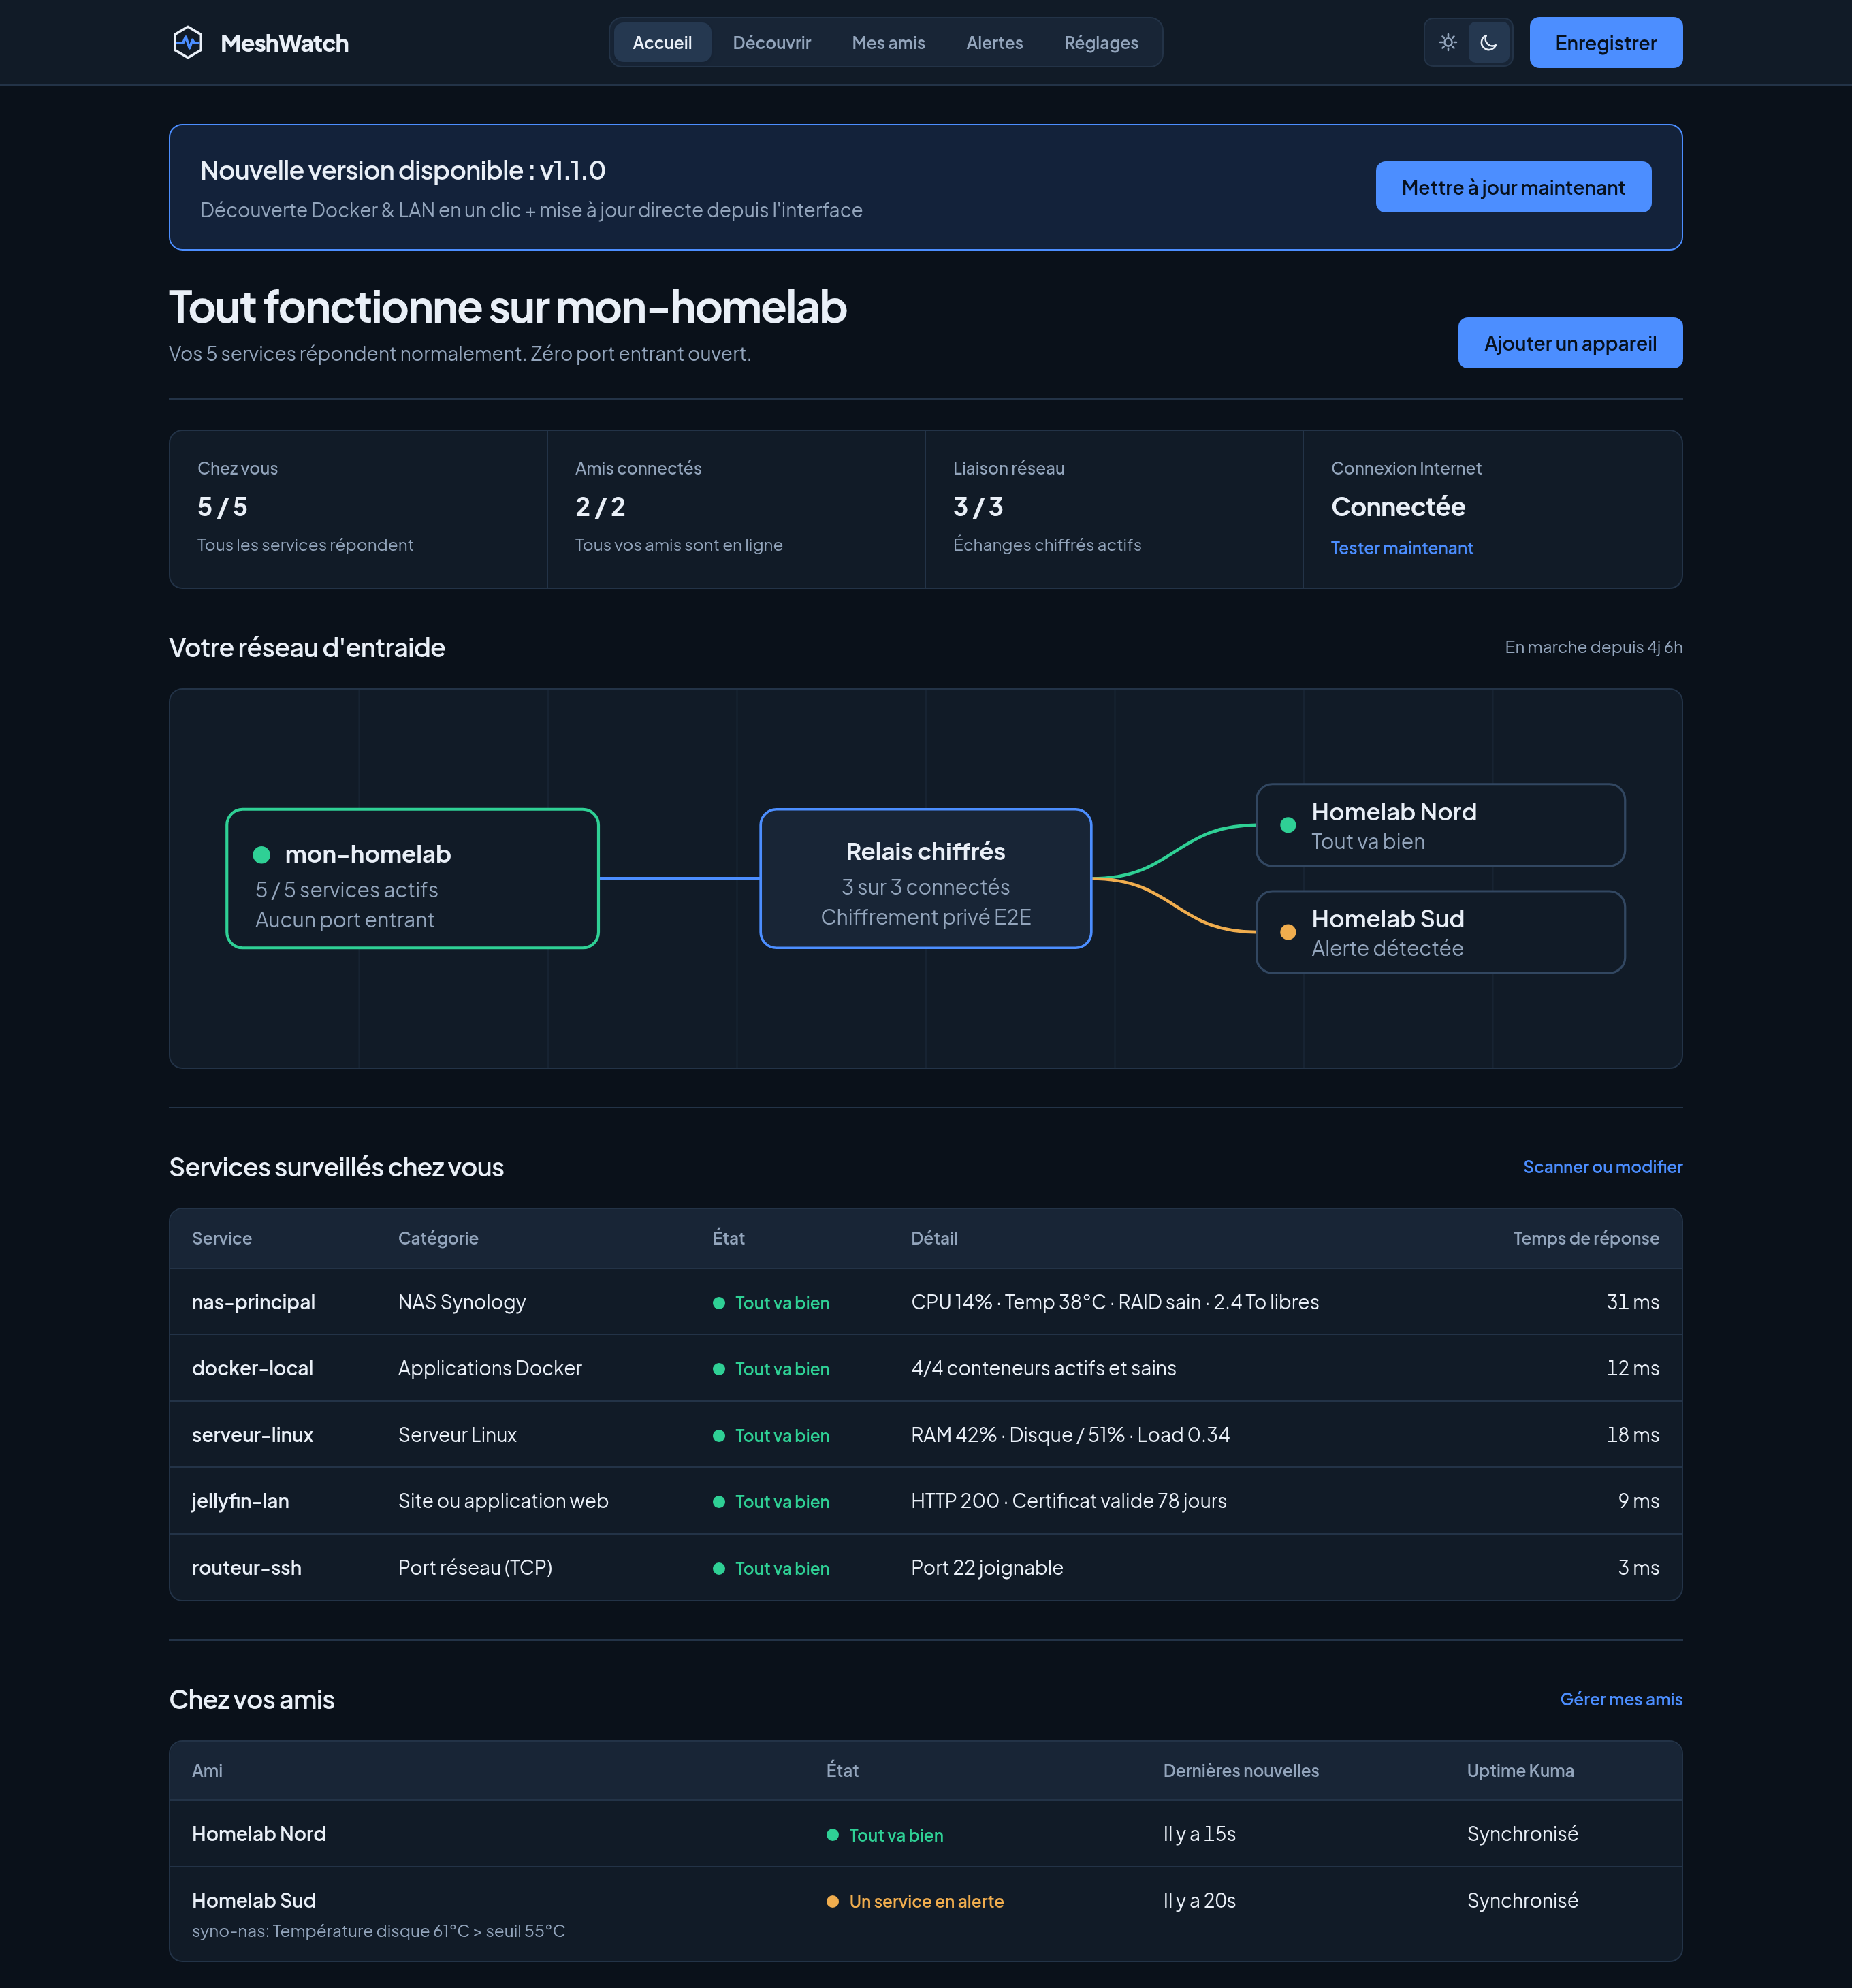 MeshWatch
Accueil
Découvrir
Mes amis
Alertes
Réglages
Enregistrer
Nouvelle version disponible : v1.1.0
Découverte Docker & LAN en un clic + mise à jour directe depuis l'interface
Mettre à jour maintenant
Tout fonctionne sur mon-homelab
Vos 5 services répondent normalement. Zéro port entrant ouvert.
Ajouter un appareil
Chez vous
5 / 5
Tous les services répondent
Amis connectés
2 / 2
Tous vos amis sont en ligne
Liaison réseau
3 / 3
Échanges chiffrés actifs
Connexion Internet
Connectée
Tester maintenant
Votre réseau d'entraide
En marche depuis 4j 6h
mon-homelab
5 / 5 services actifs
Aucun port entrant
Relais chiffrés
3 sur 3 connectés
Chiffrement privé E2E
Homelab Nord
Tout va bien
Homelab Sud
Alerte détectée
Services surveillés chez vous
Scanner ou modifier
Service Catégorie État Détail Temps de réponse
nas-principal NAS Synology Tout va bien CPU 14% · Temp 38°C · RAID sain · 2.4 To libres 31 ms
docker-local Applications Docker Tout va bien 4/4 conteneurs actifs et sains 12 ms
serveur-linux Serveur Linux Tout va bien RAM 42% · Disque / 51% · Load 0.34 18 ms
jellyfin-lan Site ou application web Tout va bien HTTP 200 · Certificat valide 78 jours 9 ms
routeur-ssh Port réseau (TCP) Tout va bien Port 22 joignable 3 ms
Chez vos amis
Gérer mes amis
Ami État Dernières nouvelles Uptime Kuma
Homelab Nord Tout va bien Il y a 15s Synchronisé
Homelab Sud Un service en alerte Il y a 20s Synchronisé
syno-nas: Température disque 61°C > seuil 55°C